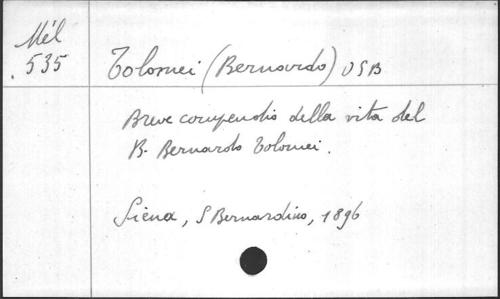 Mél
535
Tolomei (Bernardo) OSB
Breve compendio della vita del
B. Bernardo Tolomei.
Siena, S Bernardino, 1896